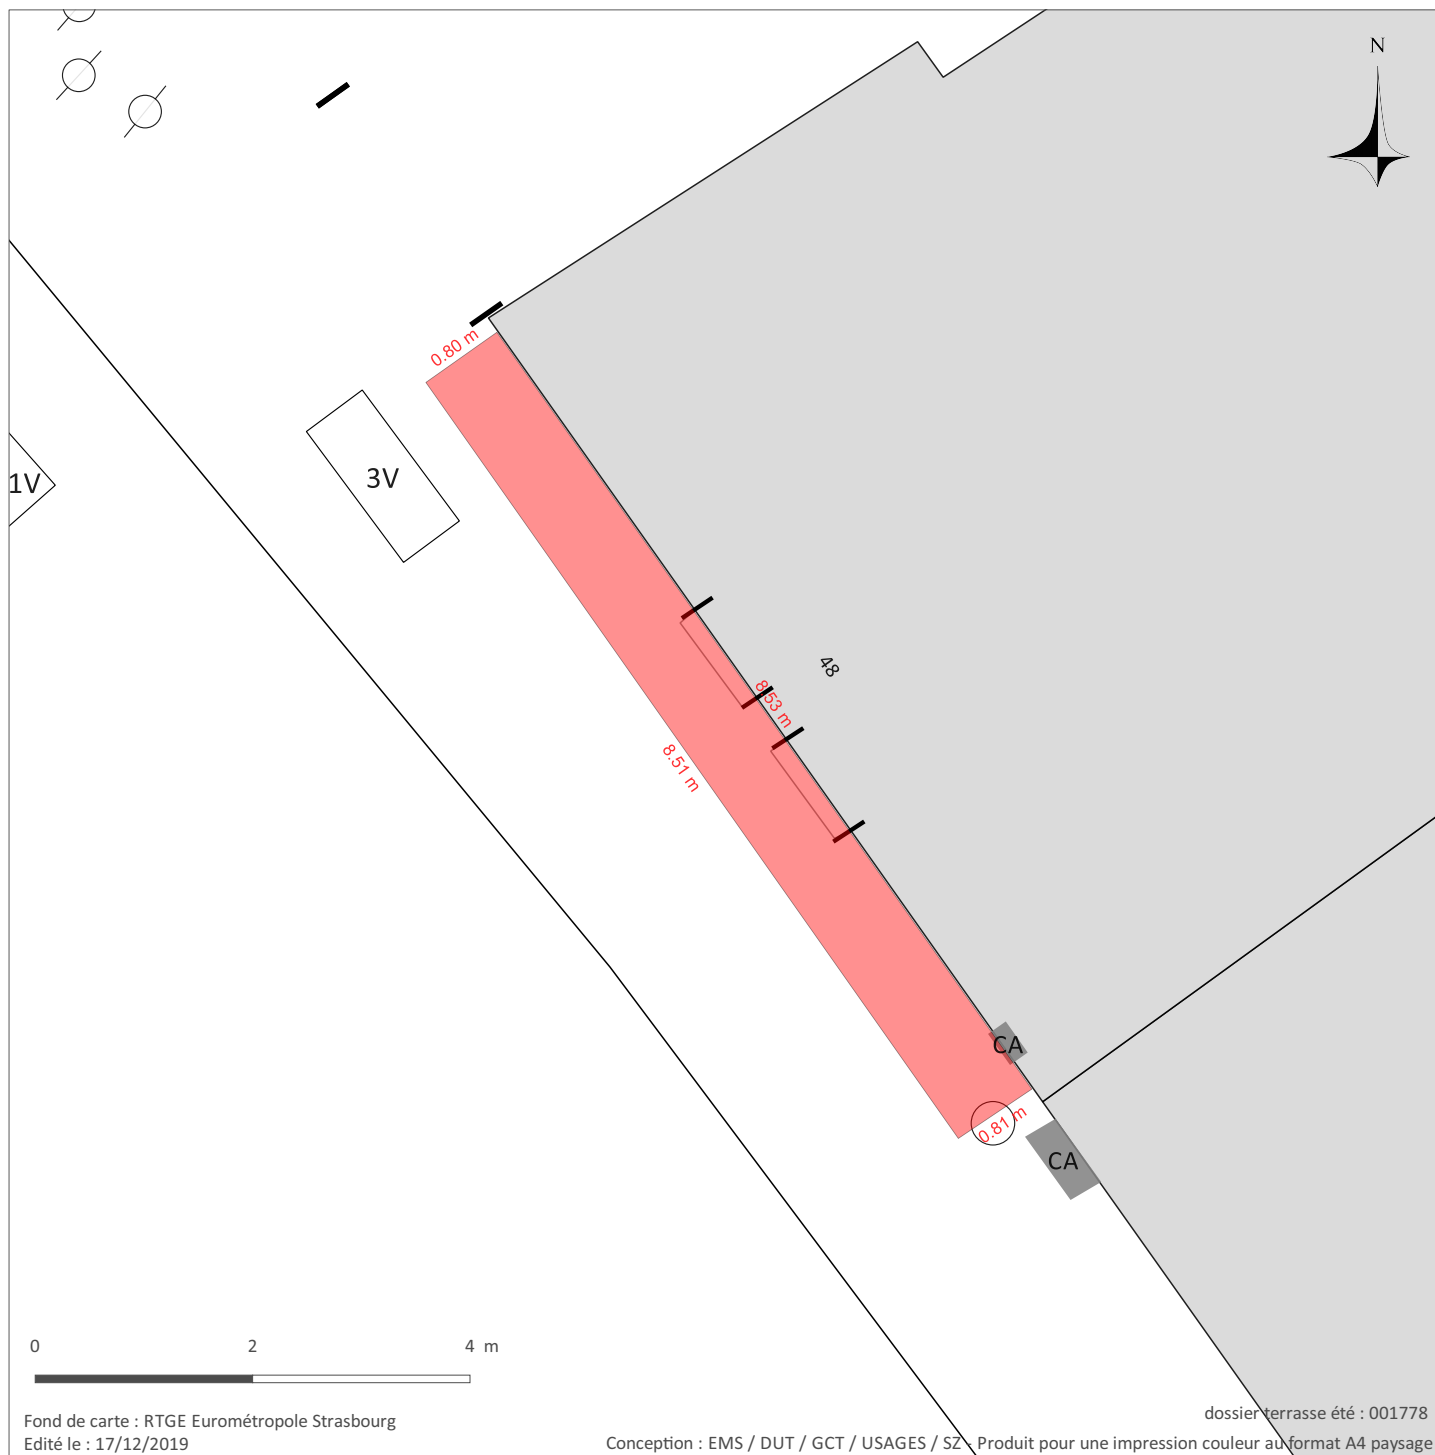 N
0.80 m
1V
3V
48
8.53 m
8.51 m
CA
0.81 m
CA
0 2 4 m
dossier terrasse été : 001778
Fond de carte : RTGE Eurométropole Strasbourg
Edité le : 17/12/2019
Conception : EMS / DUT / GCT / USAGES / SZ - Produit pour une impression couleur au format A4 paysage